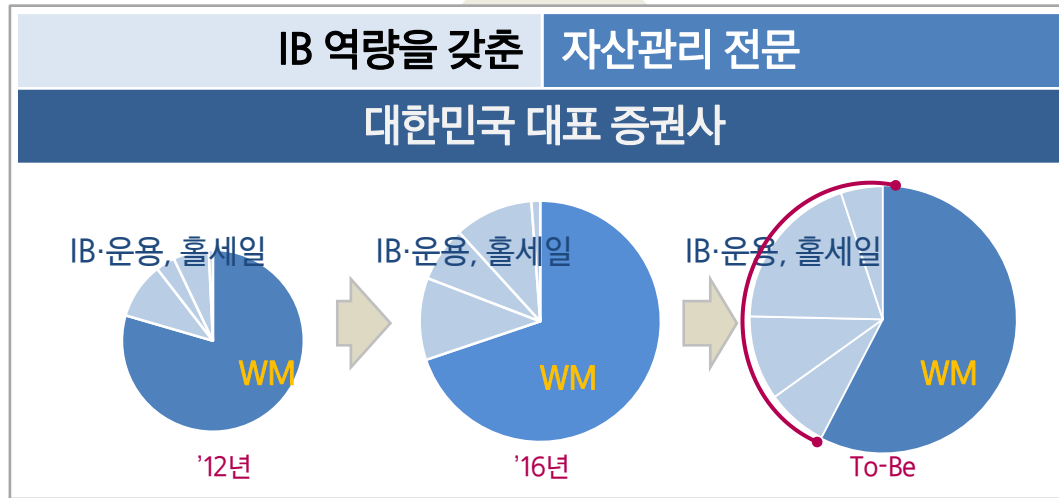 IB 역량을 갖춘 자산관리 전문
대한민국 대표 증권사
IB·운용, 홀세일 IB·운용, 홀세일 IB·운용, 홀세일
WM WM WM
’12년 ’16년 To-Be